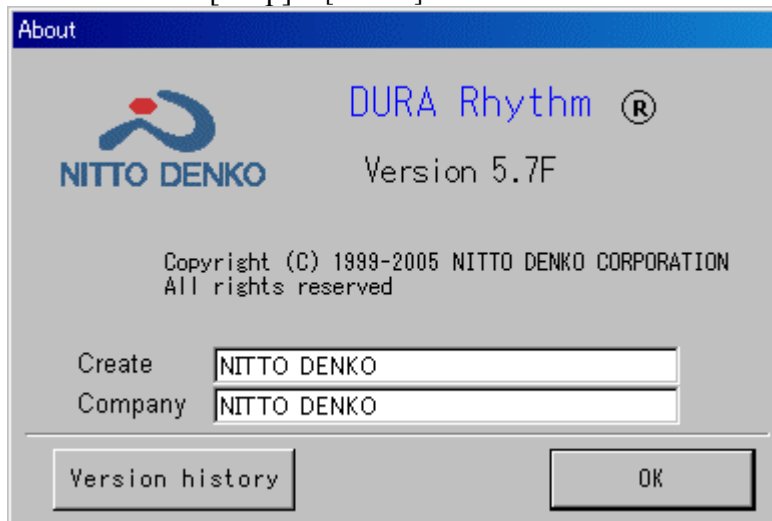 About
DURA Rhythm ®
NITTO DENKO
Version 5.7F
Copyright (C) 1999-2005 NITTO DENKO CORPORATION
All rights reserved
Create NITTO DENKO
Company NITTO DENKO
Version history OK